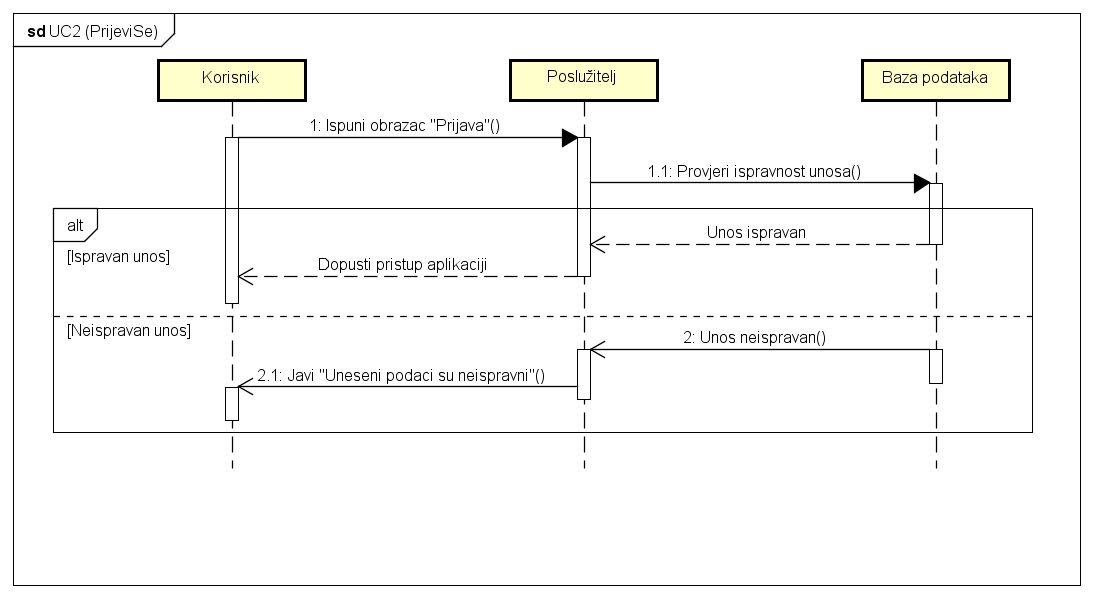 sd UC2 (PrijeviSe)
Korisnik
Poslužitelj
Baza podataka
1: Ispuni obrazac "Prijava"()
1.1: Provjeri ispravnost unosa()
alt
Unos ispravan
[Ispravan unos]
Dopusti pristup aplikaciji
[Neispravan unos]
2: Unos neispravan()
2.1: Javi "Uneseni podaci su neispravni"()